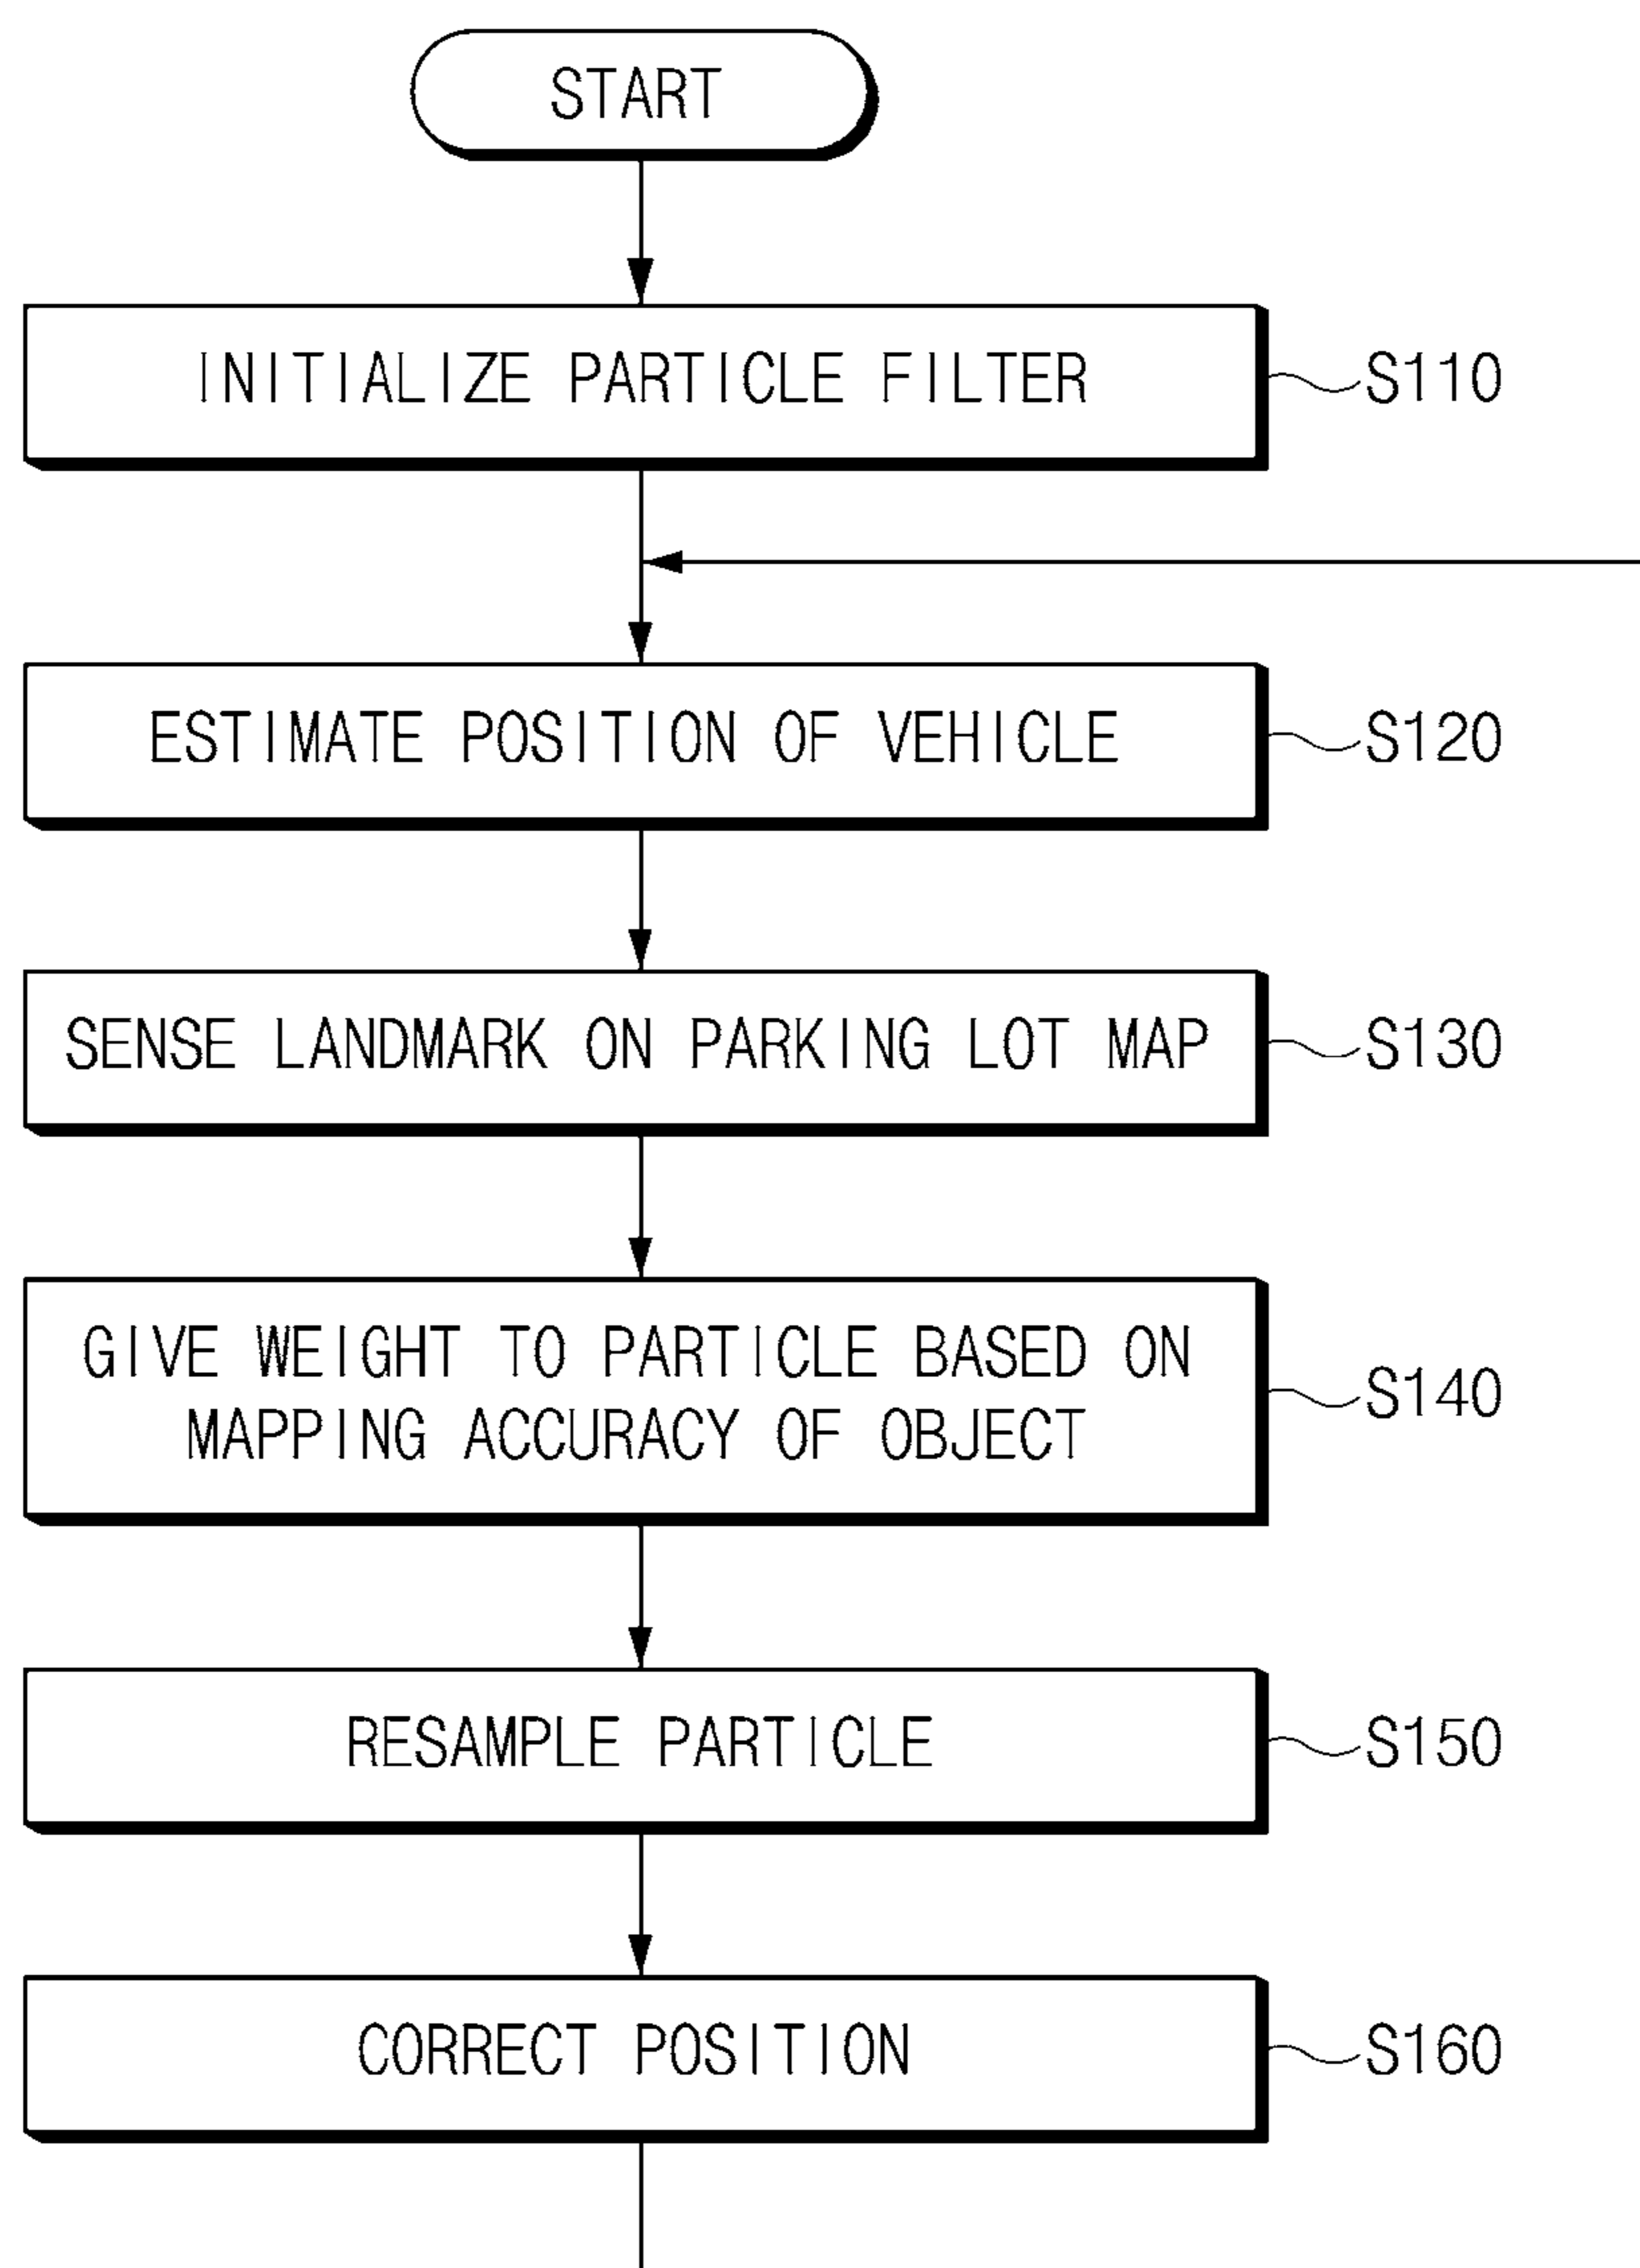 START
INITIALIZE PARTICLE FILTER
S110
ESTIMATE POSITION OF VEHICLE
S120
SENSE LANDMARK ON PARKING LOT MAP
S130
GIVE WEIGHT TO PARTICLE BASED ON
MAPPING ACCURACY OF OBJECT
S140
RESAMPLE PARTICLE
S150
CORRECT POSITION
S160